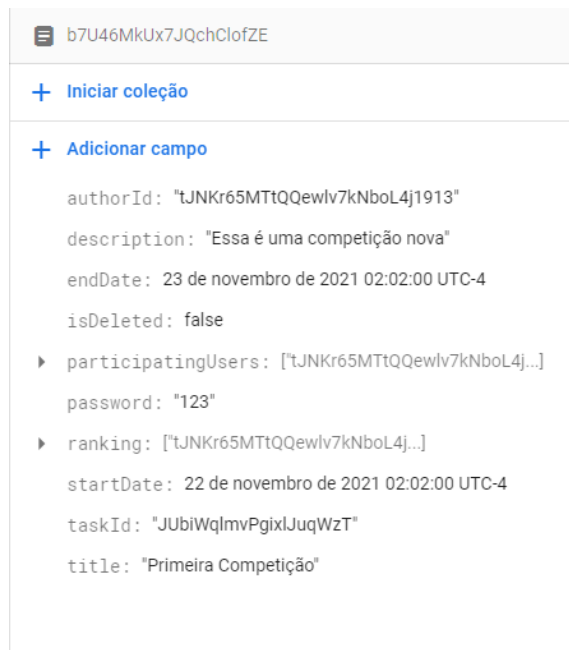 b7U46MkUx7JQchClofZE
Iniciar coleção
Adicionar campo
authorId: "tJNKr65MTtQQewlv7kNboL4j1913"
description: "Essa é uma competição nova"
endDate: 23 de novembro de 2021 02:02:00 UTC-4
isDeleted: false
participatingUsers: ["tJNKr65MTtQQewlv7kNboL4j...]
password: "123"
ranking: ["tJNKr65MTtQQewlv7kNboL4j...]
startDate: 22 de novembro de 2021 02:02:00 UTC-4
taskId: "JUbiWqlmvPgixlJuqWzT"
title: "Primeira Competição"